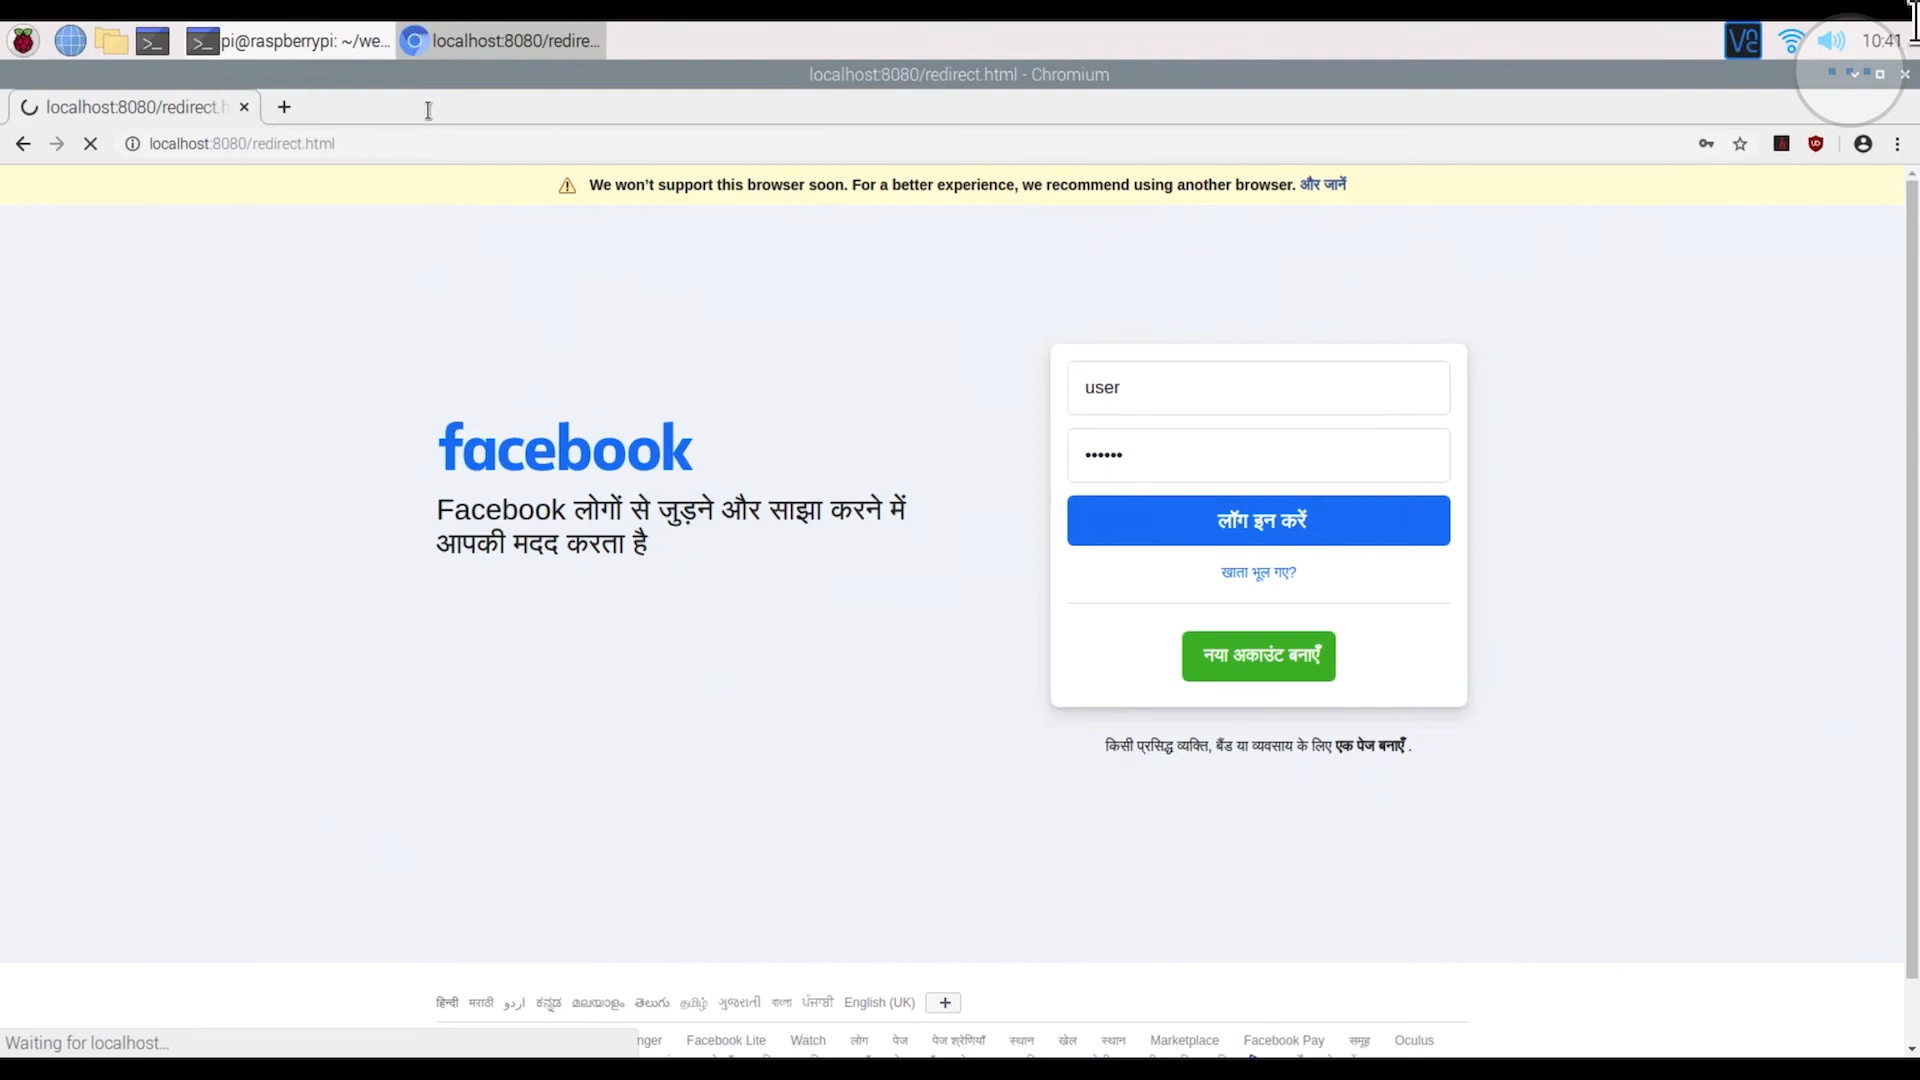 pi@raspberrypi: ~/we...
localhost:8080/redire...
10:41
localhost:8080/redirect.html - Chromium
localhost:8080/redirect.h
localhost:8080/redirect.html
We won’t support this browser soon. For a better experience, we recommend using another browser. और जानें
user
facebook
Facebook लोगों से जुड़ने और साझा करने में
आपकी मदद करता है
लॉग इन करें
खाता भूल गए?
नया अकाउंट बनाएँ
किसी प्रसिद्ध व्यक्ति, बैंड या व्यवसाय के लिए एक पेज बनाएँ .
हिन्दी मराठी اردو ಕನ್ನಡ മലയാളം తెలుగు தமிழ் ગુજરાતી বাংলা ਪੰਜਾਬੀ English (UK)
Waiting for localhost...
nger Facebook Lite Watch लोग पेज पेज श्रेणियाँ स्थान खेल स्थान Marketplace Facebook Pay समूह Oculus